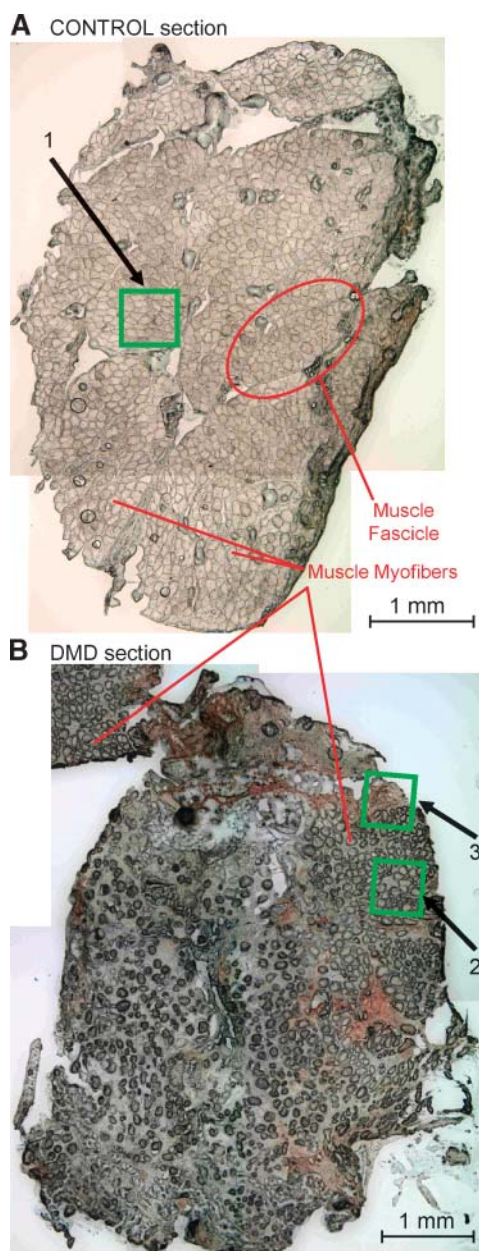 A CONTROL section
1
Muscle
Fascicle
Muscle Myofibers
1 mm
B DMD section
3
2
1 mm